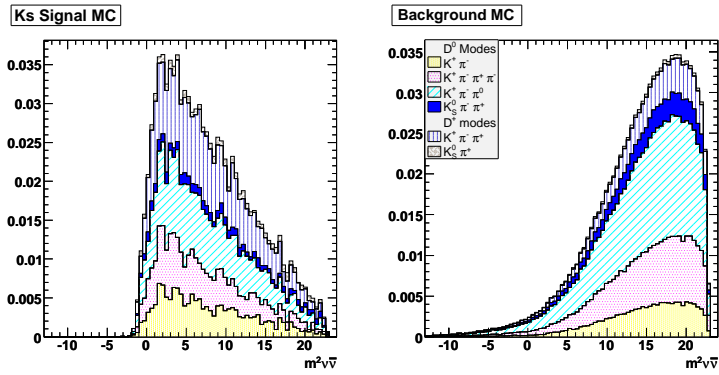 Ks Signal MC
0.035
0.03
0.025
0.02
0.015
0.01
0.005
0
-10 -5 0 5 10 15 20
m²νν̅
Background MC
0.035
0.03
0.025
0.02
0.015
0.01
0.005
0
D⁰ Modes
K⁺ π⁻
K⁺ π⁻ π⁺ π⁻
K⁺ π⁻ π⁰
K⁰S π⁻ π⁺
D⁺ modes
K⁺ π⁻ π⁺
K⁰S π⁺
-10 -5 0 5 10 15 20
m²νν̅